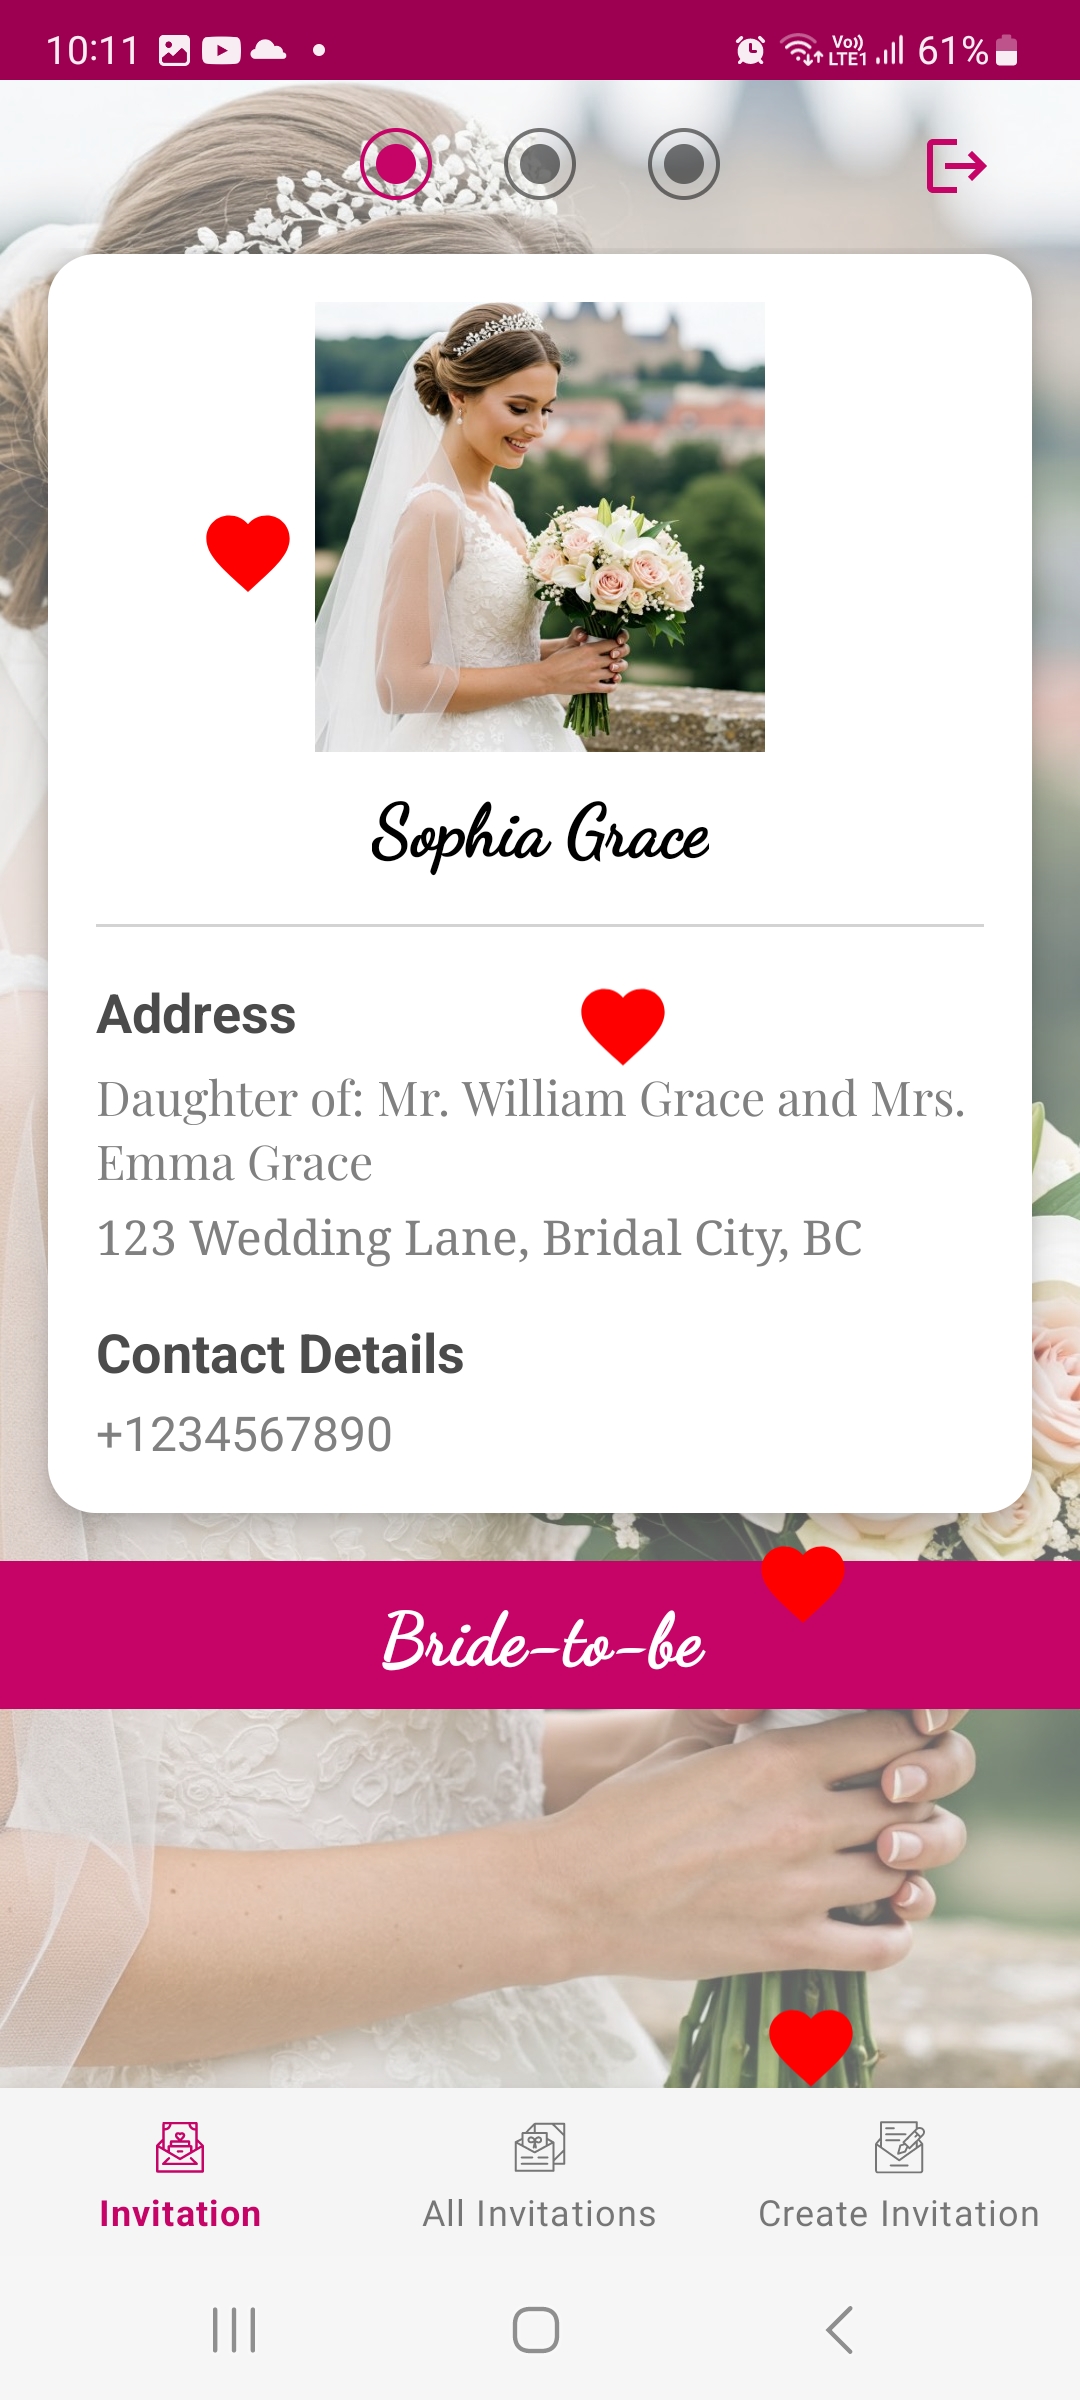 10:11
Vo))
LTE1
61%
Sophia Grace
Address
Daughter of: Mr. William Grace and Mrs.
Emma Grace
123 Wedding Lane, Bridal City, BC
Contact Details
+1234567890
Bride-to-be
Invitation
All Invitations
Create Invitation